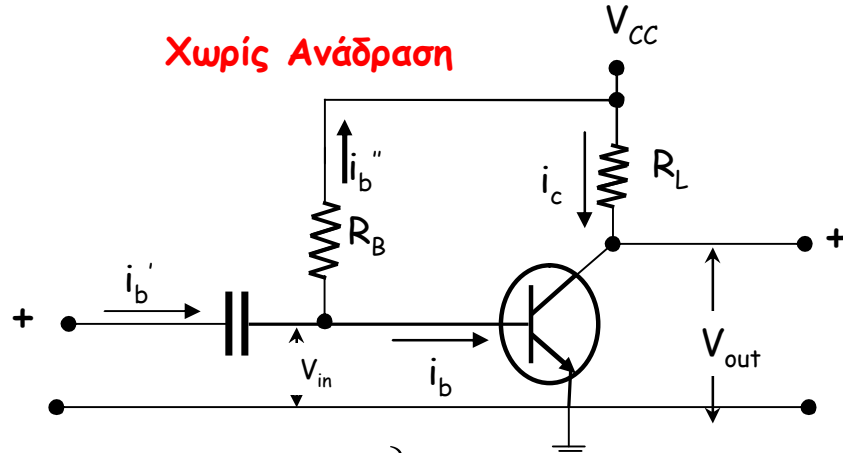 Χωρίς Ανάδραση
V_CC
i_b''
i_c
R_L
R_B
+
i_b'
+
V_in
i_b
V_out